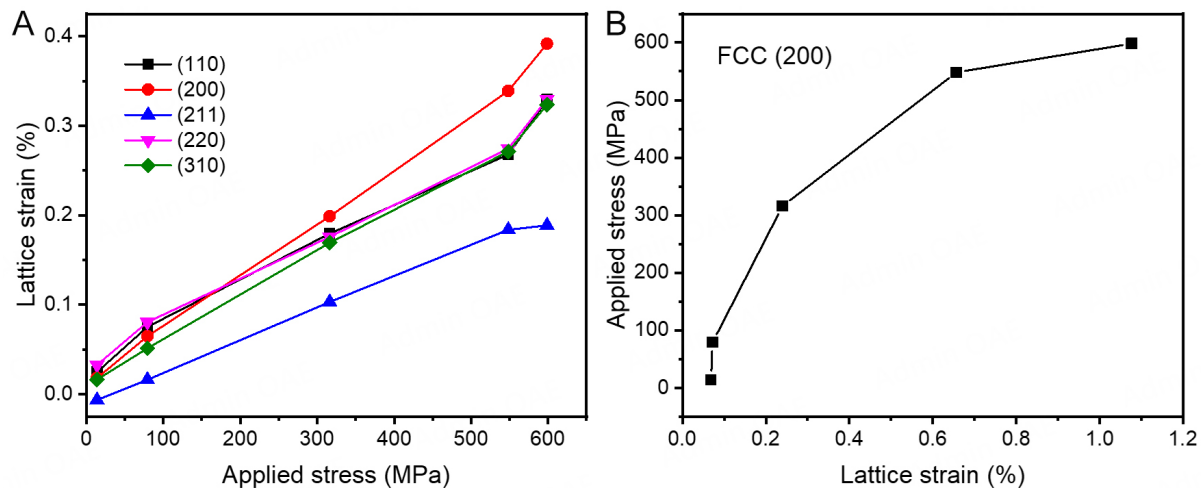 A
0.4
0.3
0.2
0.1
0.0
Lattice strain (%)
(110)
(200)
(211)
(220)
(310)
0 100 200 300 400 500 600
Applied stress (MPa)
B
FCC (200)
600
500
400
300
200
100
0
Applied stress (MPa)
0.0 0.2 0.4 0.6 0.8 1.0 1.2
Lattice strain (%)